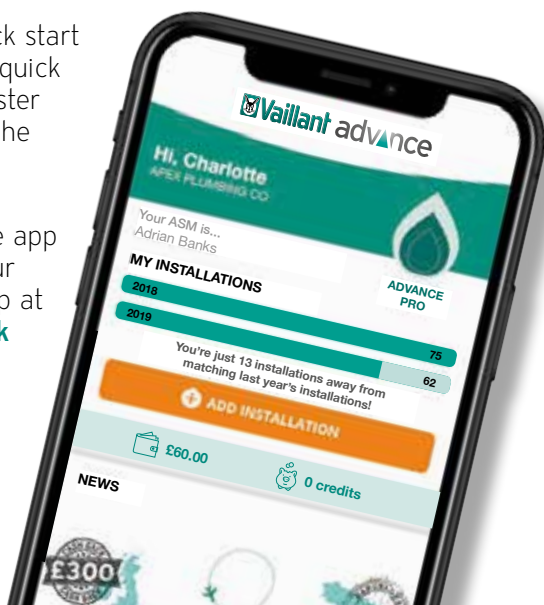 ck start
quick
ster
he
e app
ur
p at
k
Vaillant advance
Hi, Charlotte
APEX PLUMBING CO
Your ASM is...
Adrian Banks
ADVANCE
PRO
MY INSTALLATIONS
2018 75
2019 62
You're just 13 installations away from
matching last year's installations!
ADD INSTALLATION
£60.00 0 credits
NEWS
£300